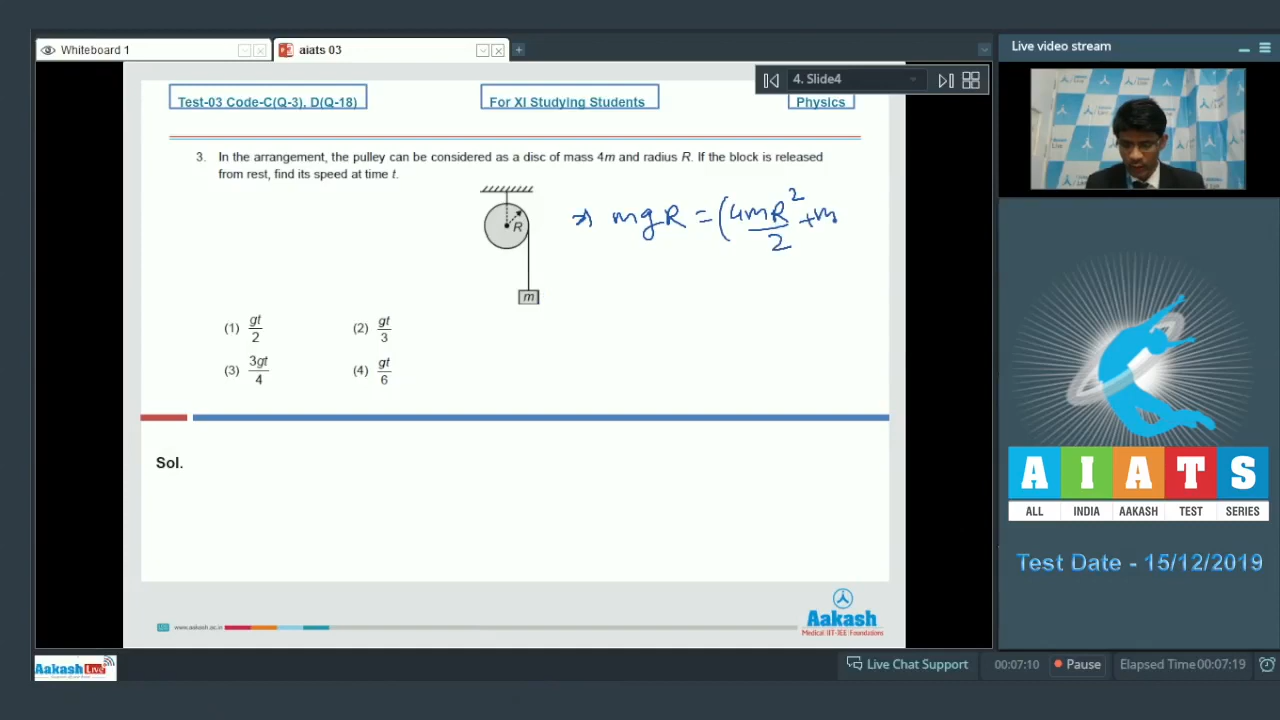 Whiteboard 1
aiats 03
Live video stream
4. Slide4
Test-03 Code-C(Q-3), D(Q-18)
For XI Studying Students
Physics
3. In the arrangement, the pulley can be considered as a disc of mass 4m and radius R. If the block is released
from rest, find its speed at time t.
R
m
⇒ mgR = (4mR²/2 + m
(1) gt/2
(2) gt/3
(3) 3gt/4
(4) gt/6
Sol.
A I A T S
ALL INDIA AAKASH TEST SERIES
Test Date - 15/12/2019
www.aakash.ac.in
Aakash
Medical|IIT-JEE|Foundations
Aakash Live
Live Chat Support
00:07:10
Pause
Elapsed Time 00:07:19